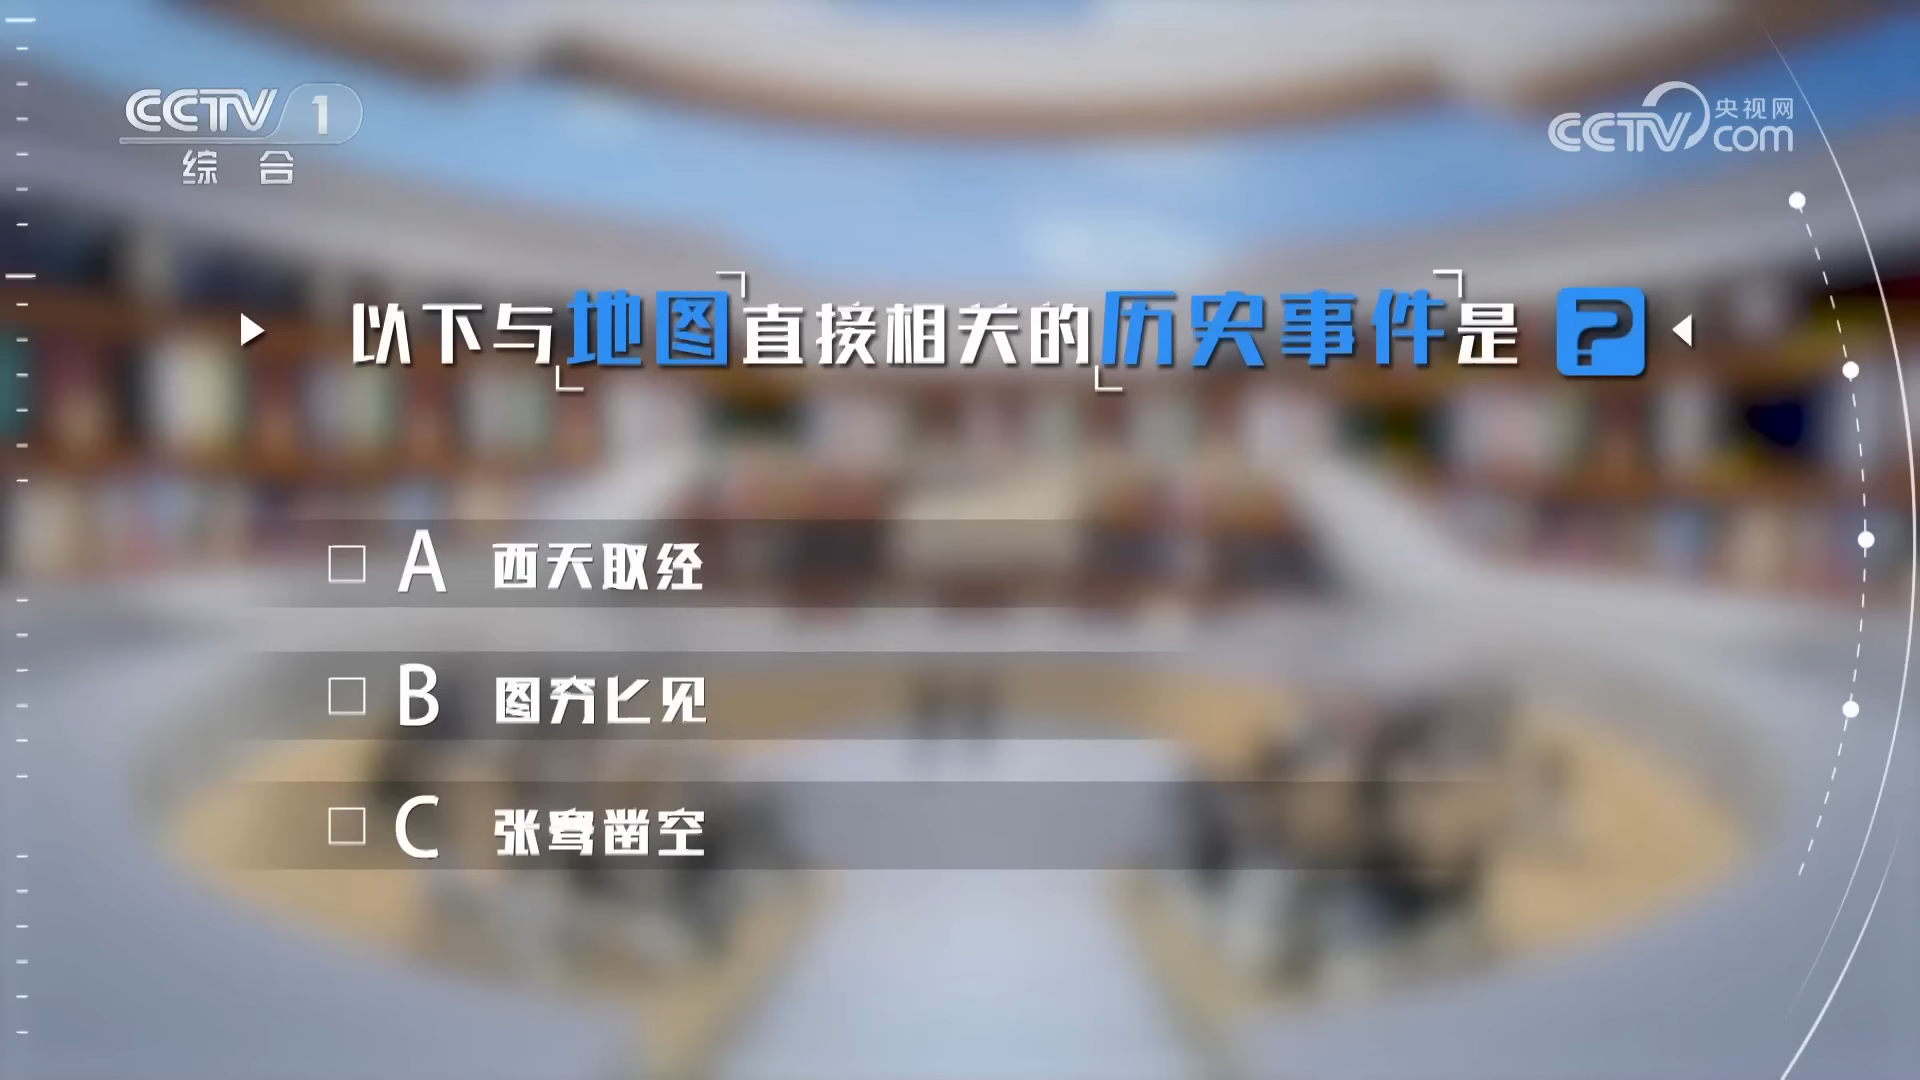 CCTV 1
综合
央视网
CCTV com
以下与地图直接相关的历史事件是?
A 西天取经
B 图穷匕见
C 张骞凿空